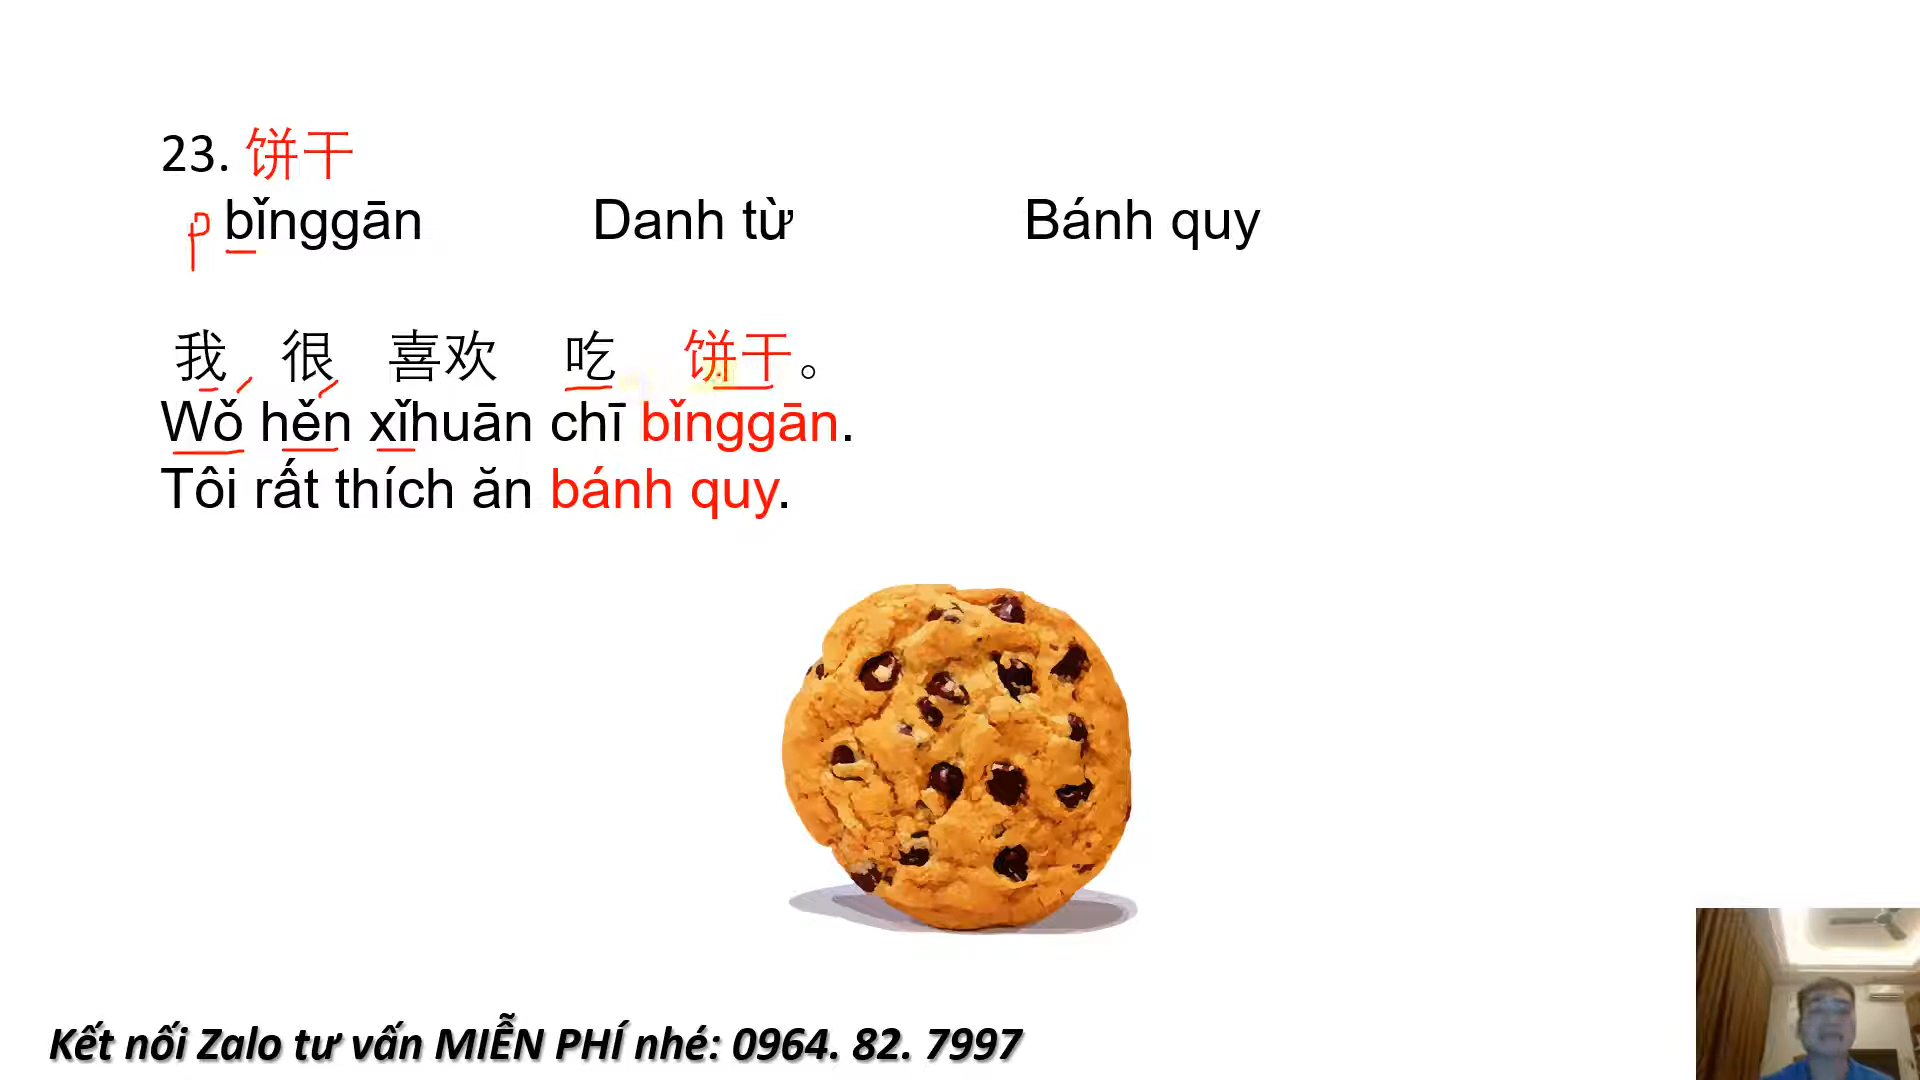 23. 饼干
p bǐnggān Danh từ Bánh quy
我 很 喜欢 吃 饼干。
Wǒ hěn xǐhuān chī bǐnggān.
Tôi rất thích ăn bánh quy.
Kết nối Zalo tư vấn MIỄN PHÍ nhé: 0964. 82. 7997